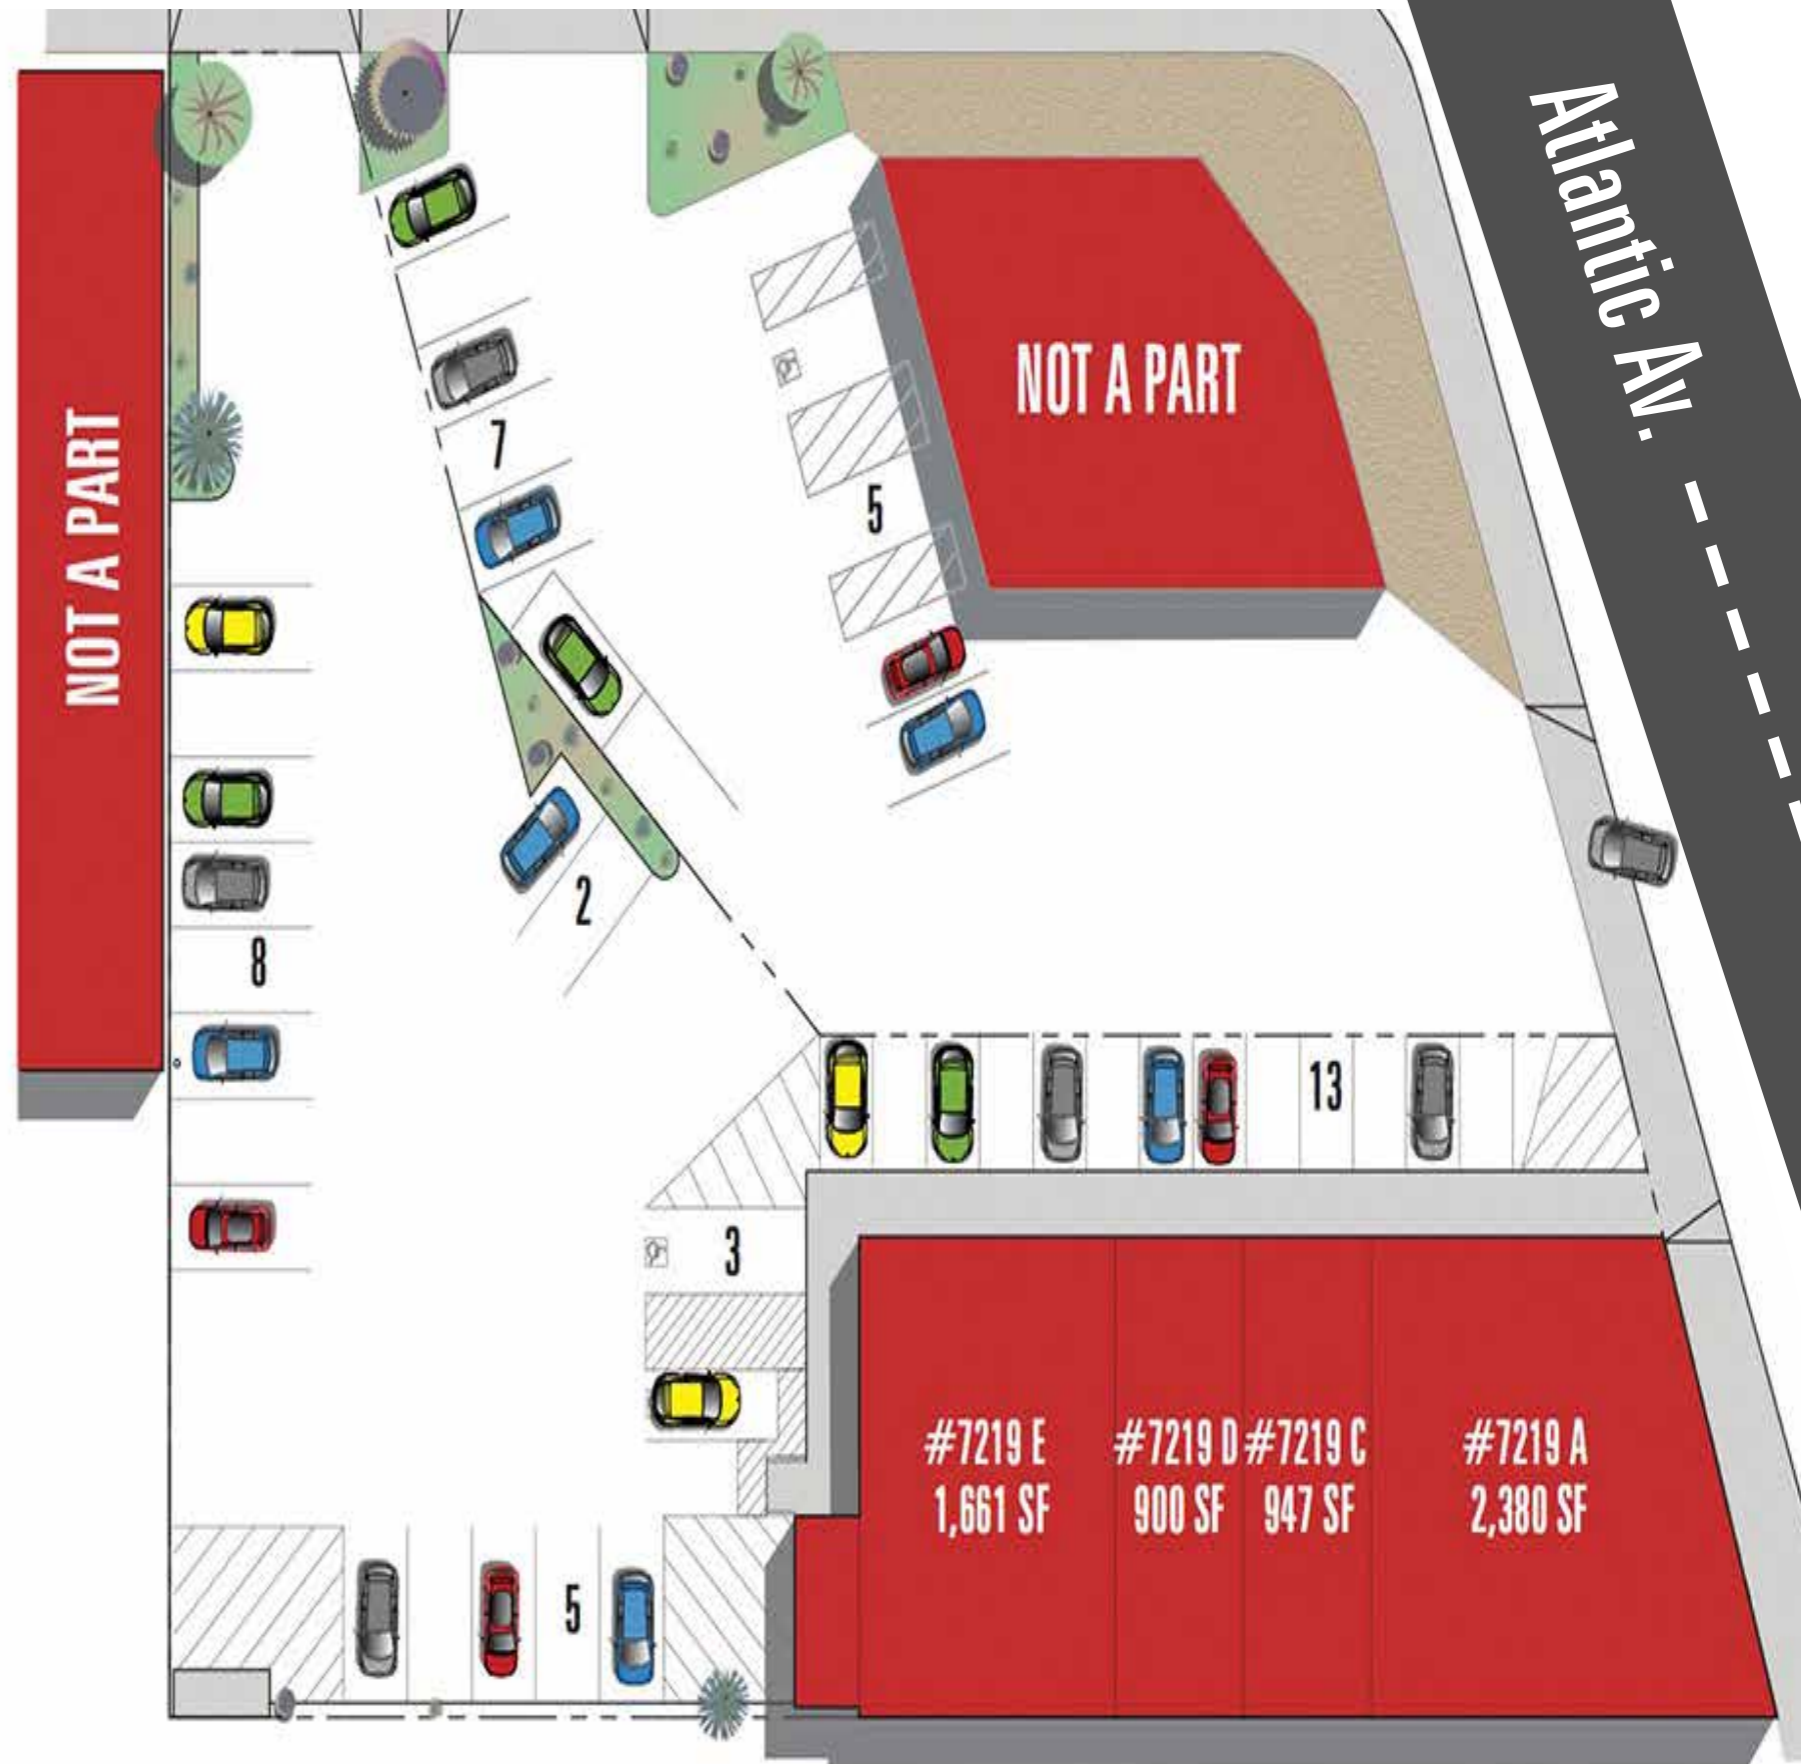 Atlantic Av.
NOT A PART
NOT A PART
7
5
2
8
13
3
#7219 E
1,661 SF
#7219 D
900 SF
#7219 C
947 SF
#7219 A
2,380 SF
5